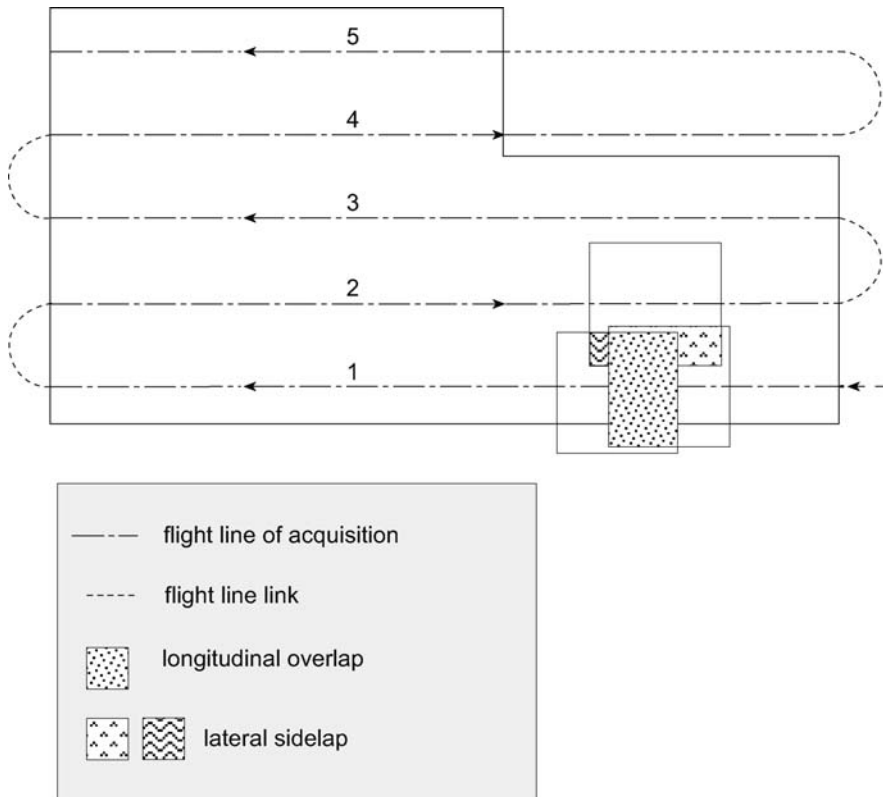 5
4
3
2
1
flight line of acquisition
flight line link
longitudinal overlap
lateral sidelap